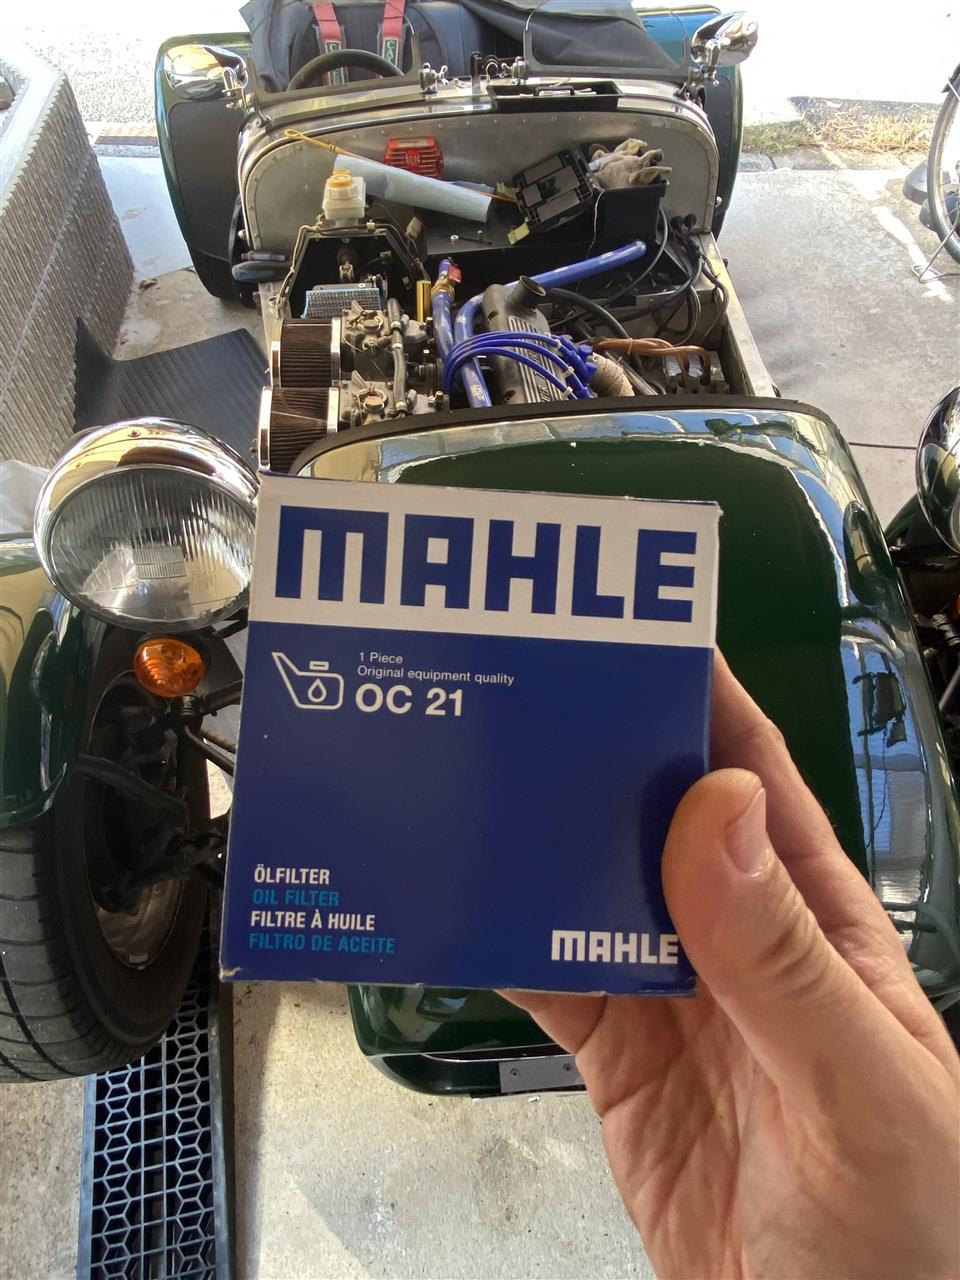 MAHLE
1 Piece
Original equipment quality
OC 21
ÖLFILTER
OIL FILTER
FILTRE À HUILE
FILTRO DE ACEITE
MAHLE